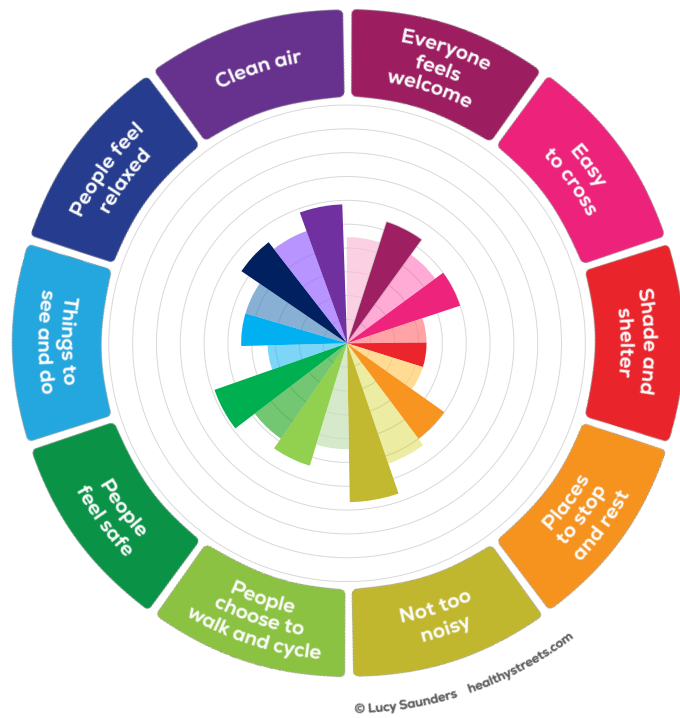 Clean air
Everyone
feels
welcome
Easy
to cross
Shade and
shelter
Places
to stop
and rest
Not too
noisy
People
choose to
walk and cycle
People
feel safe
Things to
see and do
People feel
relaxed
© Lucy Saunders healthystreets.com